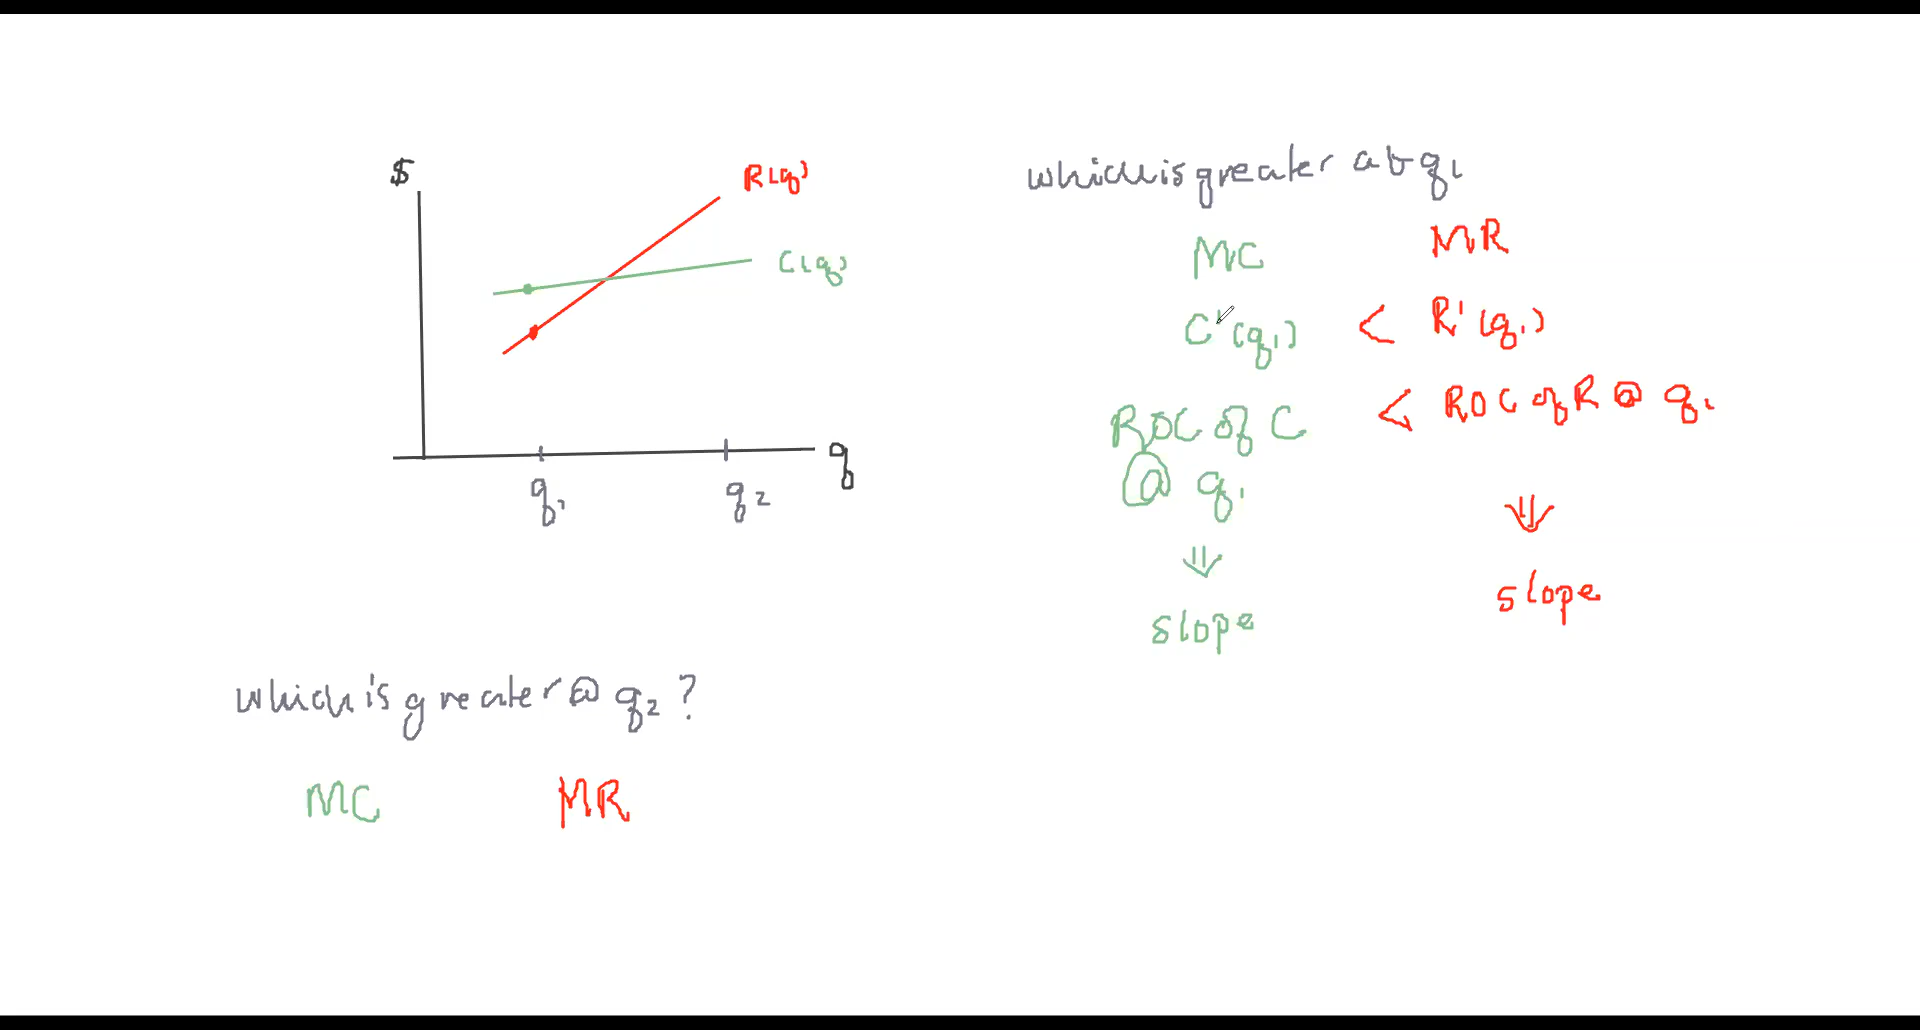 $
R(q)
C(q)
q
q1
q2
which is greater at q1
MC
MR
C'(q1) < R'(q1)
ROC of C < ROC of R @ q1
@ q1
⇓
⇓
slope
slope
which is greater @ q2?
MC
MR